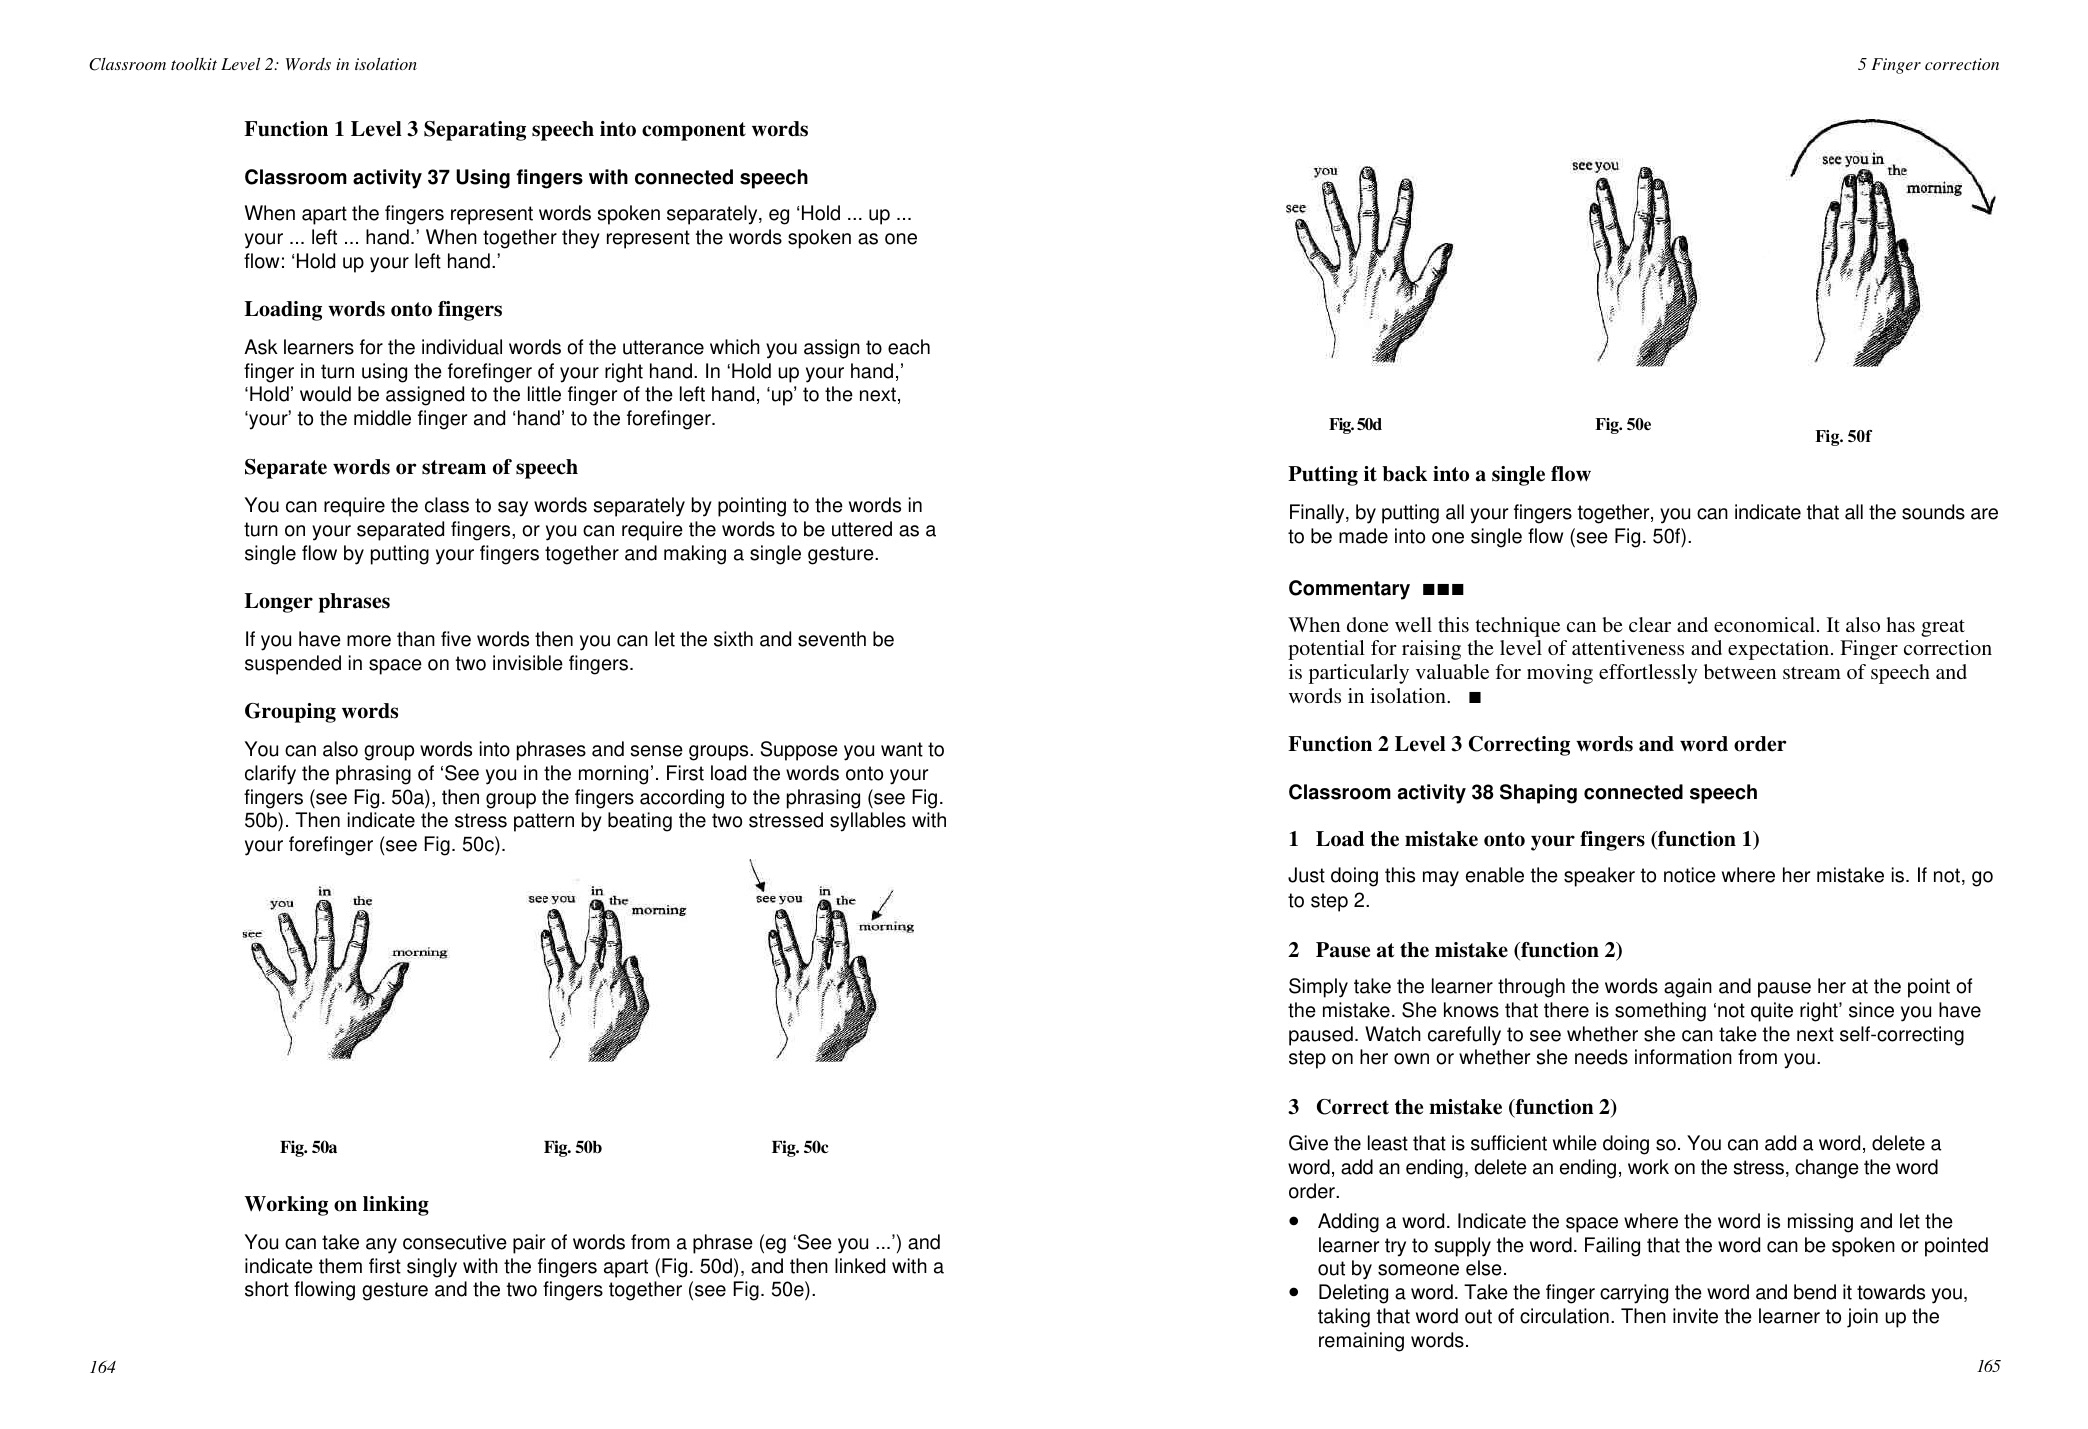 Classroom toolkit Level 2: Words in isolation
Function 1 Level 3 Separating speech into component words
Classroom activity 37 Using fingers with connected speech
When apart the fingers represent words spoken separately, eg ‘Hold ... up ...
your ... left ... hand.’ When together they represent the words spoken as one
flow: ‘Hold up your left hand.’
Loading words onto fingers
Ask learners for the individual words of the utterance which you assign to each
finger in turn using the forefinger of your right hand. In ‘Hold up your hand,’
‘Hold’ would be assigned to the little finger of the left hand, ‘up’ to the next,
‘your’ to the middle finger and ‘hand’ to the forefinger.
Separate words or stream of speech
You can require the class to say words separately by pointing to the words in
turn on your separated fingers, or you can require the words to be uttered as a
single flow by putting your fingers together and making a single gesture.
Longer phrases
If you have more than five words then you can let the sixth and seventh be
suspended in space on two invisible fingers.
Grouping words
You can also group words into phrases and sense groups. Suppose you want to
clarify the phrasing of ‘See you in the morning’. First load the words onto your
fingers (see Fig. 50a), then group the fingers according to the phrasing (see Fig.
50b). Then indicate the stress pattern by beating the two stressed syllables with
your forefinger (see Fig. 50c).
see
you
in
the
morning
see you
in
the
morning
see you
in
the
morning
Fig. 50a
Fig. 50b
Fig. 50c
Working on linking
You can take any consecutive pair of words from a phrase (eg ‘See you ...’) and
indicate them first singly with the fingers apart (Fig. 50d), and then linked with a
short flowing gesture and the two fingers together (see Fig. 50e).
164
5 Finger correction
see
you
see you
see you in
the
morning
Fig. 50d
Fig. 50e
Fig. 50f
Putting it back into a single flow
Finally, by putting all your fingers together, you can indicate that all the sounds are
to be made into one single flow (see Fig. 50f).
Commentary ■■■
When done well this technique can be clear and economical. It also has great
potential for raising the level of attentiveness and expectation. Finger correction
is particularly valuable for moving effortlessly between stream of speech and
words in isolation. ■
Function 2 Level 3 Correcting words and word order
Classroom activity 38 Shaping connected speech
1 Load the mistake onto your fingers (function 1)
Just doing this may enable the speaker to notice where her mistake is. If not, go
to step 2.
2 Pause at the mistake (function 2)
Simply take the learner through the words again and pause her at the point of
the mistake. She knows that there is something ‘not quite right’ since you have
paused. Watch carefully to see whether she can take the next self-correcting
step on her own or whether she needs information from you.
3 Correct the mistake (function 2)
Give the least that is sufficient while doing so. You can add a word, delete a
word, add an ending, delete an ending, work on the stress, change the word
order.
• Adding a word. Indicate the space where the word is missing and let the
learner try to supply the word. Failing that the word can be spoken or pointed
out by someone else.
• Deleting a word. Take the finger carrying the word and bend it towards you,
taking that word out of circulation. Then invite the learner to join up the
remaining words.
165